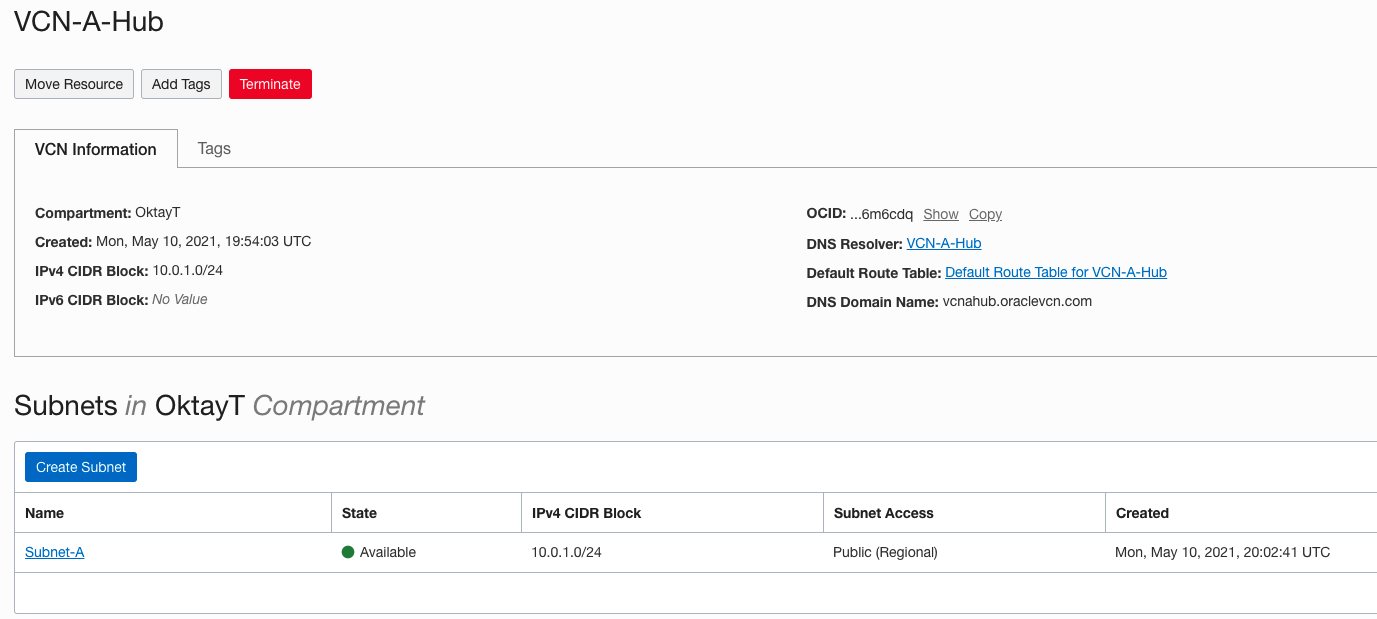 VCN-A-Hub
Move Resource Add Tags Terminate
VCN Information Tags
Compartment: OktayT
Created: Mon, May 10, 2021, 19:54:03 UTC
IPv4 CIDR Block: 10.0.1.0/24
IPv6 CIDR Block: No Value
OCID: ...6m6cdq Show Copy
DNS Resolver: VCN-A-Hub
Default Route Table: Default Route Table for VCN-A-Hub
DNS Domain Name: vcnahub.oraclevcn.com
Subnets in OktayT Compartment
Create Subnet
Name State IPv4 CIDR Block Subnet Access Created
Subnet-A Available 10.0.1.0/24 Public (Regional) Mon, May 10, 2021, 20:02:41 UTC